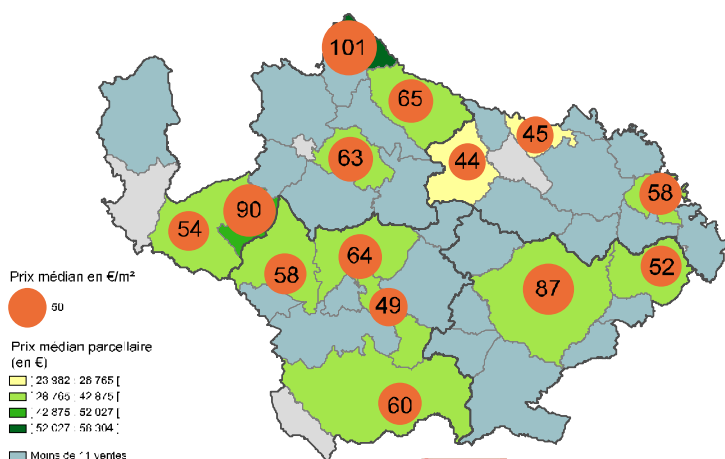 101
65
45
63
44
58
90
54
64
58
52
87
49
60
Prix médian en €/m²
50
Prix médian parcellaire
(en €)
[ 23 982 : 28 765 [
[ 28 765 : 42 875 [
[ 42 875 : 52 027 [
[ 52 027 : 58 304 [
Moins de 11 ventes